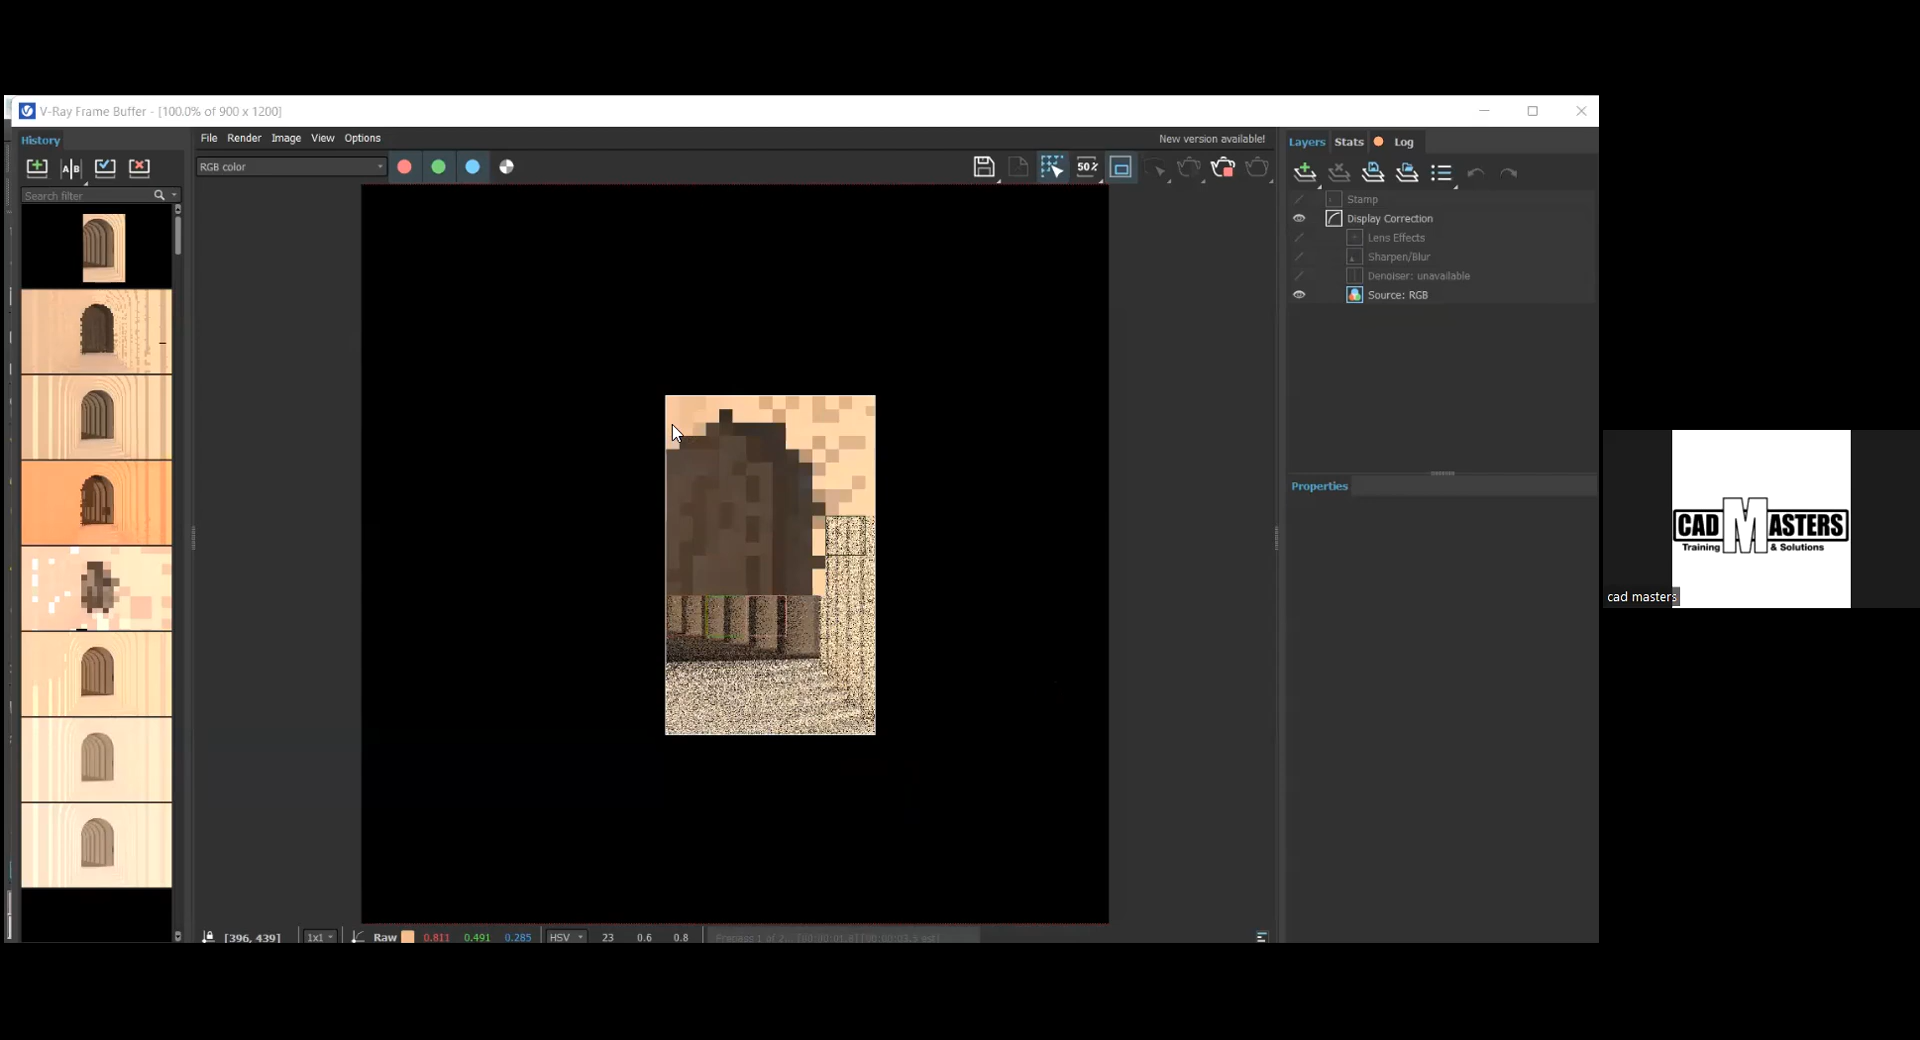 V-Ray Frame Buffer - [100.0% of 900 x 1200]
History
File Render Image View Options
New version available!
Layers Stats Log
RGB color
50%
Search filter
Stamp
Display Correction
Lens Effects
Sharpen/Blur
Denoiser: unavailable
Source: RGB
Properties
CAD MASTERS
Training & Solutions
cad masters
[396, 439] 1x1 Raw 0.811 0.491 0.285 HSV 23 0.6 0.8